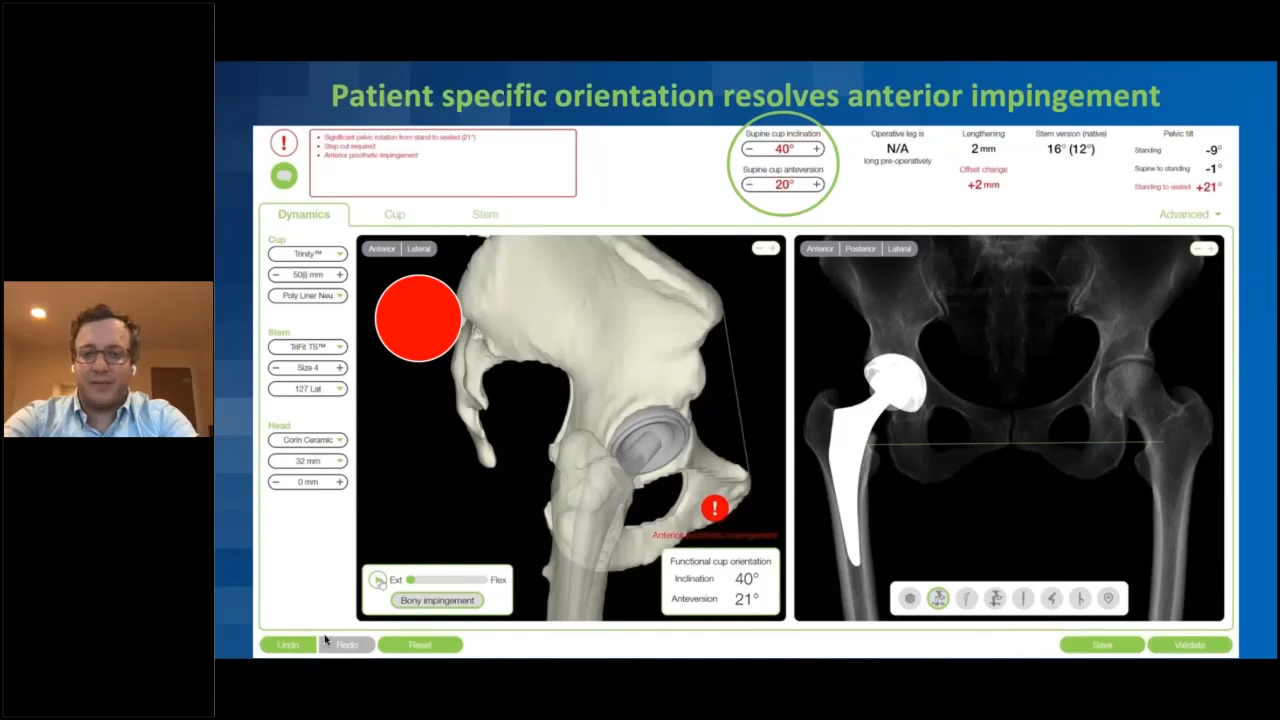 Patient specific orientation resolves anterior impingement
!
Significant pelvic rotation from stand to seated (21°)
Step cut required
Anterior prosthetic impingement
Supine cup inclination
− 40° +
Supine cup anteversion
− 20° +
Operative leg is
N/A
long pre-operatively
Lengthening
2 mm
Offset change
+2 mm
Stem version (native)
16° (12°)
Pelvic tilt
Standing -9°
Supine to standing -1°
Standing to seated +21°
Dynamics
Cup
Stem
Advanced
Cup
Trinity™
− 50(I) mm +
Poly Liner Neu
Stem
TriFit TS™
− Size 4 +
127 Lat
Head
Corin Ceramic
32 mm
− 0 mm +
Anterior Lateral
− +
!
Anterior prosthetic impingement
Functional cup orientation
Inclination 40°
Anteversion 21°
Ext Flex
Bony impingement
Anterior Posterior Lateral
− +
Undo
Redo
Reset
Save
Validate